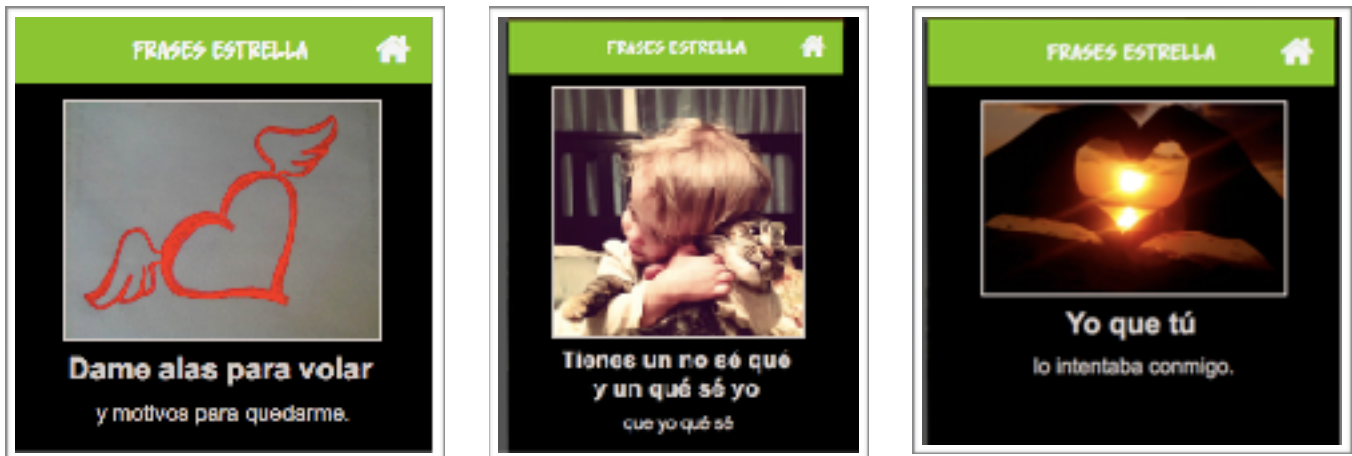 FRASES ESTRELLA
Dame alas para volar
y motivos para quedarme.
FRASES ESTRELLA
Tienes un no sé qué
y un qué sé yo
que yo qué sé
FRASES ESTRELLA
Yo que tú
lo intentaba conmigo.